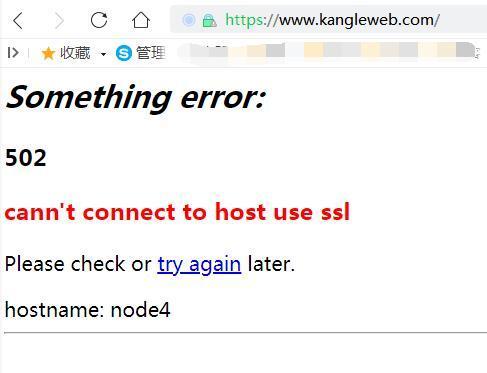 https://www.kangleweb.com/
收藏 管理
Something error:
502
cann't connect to host use ssl
Please check or try again later.
hostname: node4